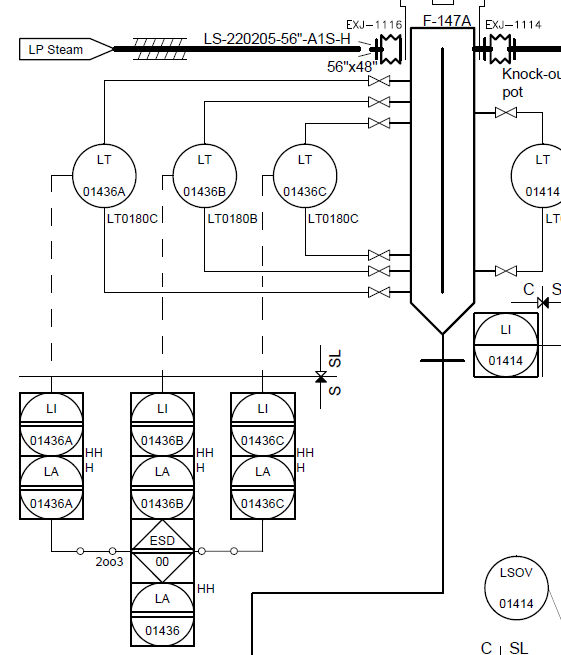 EXJ-1116
F-147A
EXJ-1114
LS-220205-56"-A1S-H
LP Steam
56"x48"
Knock-ou
pot
LT
01436A
LT
01436B
LT
01436C
LT
01414
LT0180C
LT0180B
LT0180C
LT
C
S
LI
01414
SL
S
LI
01436A
LI
01436B
LI
01436C
HH
H
HH
H
HH
H
LA
01436A
LA
01436B
LA
01436C
2oo3
ESD
00
LA
01436
HH
LSOV
01414
C
SL